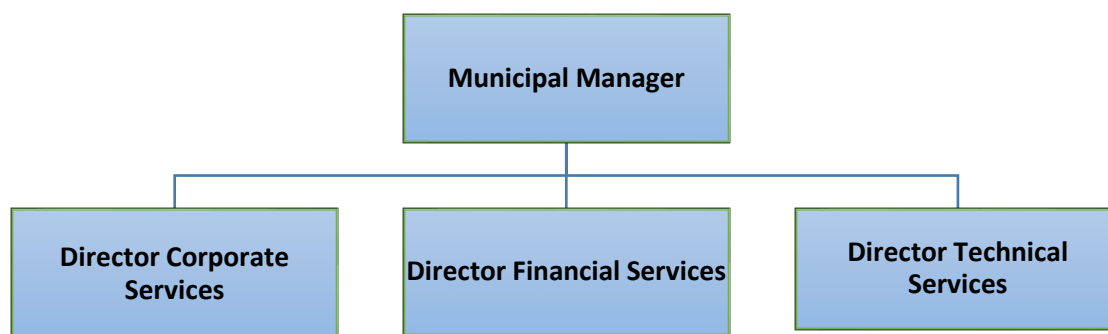 Municipal Manager
Director Corporate
Services
Director Financial Services
Director Technical
Services